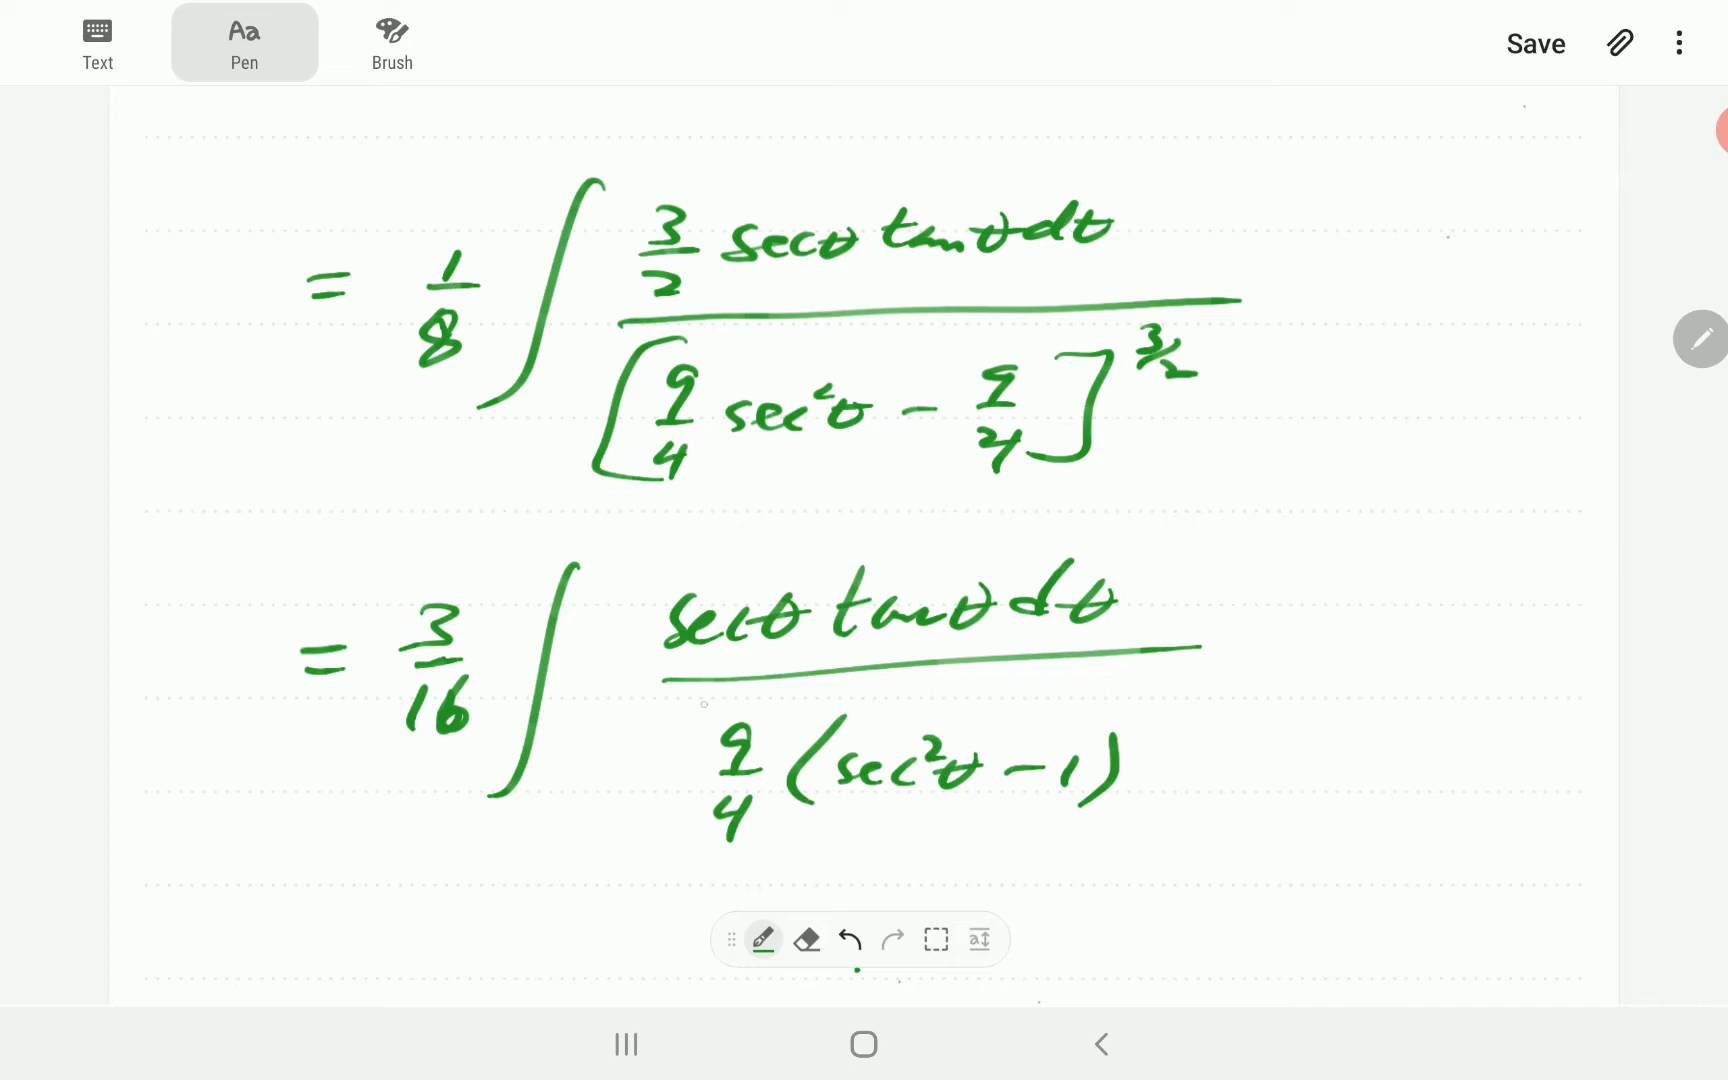 Text Aa Pen Brush Save
= 1/8 ∫ (3/2 secθ tanθ dθ) / [9/4 sec²θ - 9/4]^(3/2)
= 3/16 ∫ (secθ tanθ dθ) / (9/4 (sec²θ - 1))